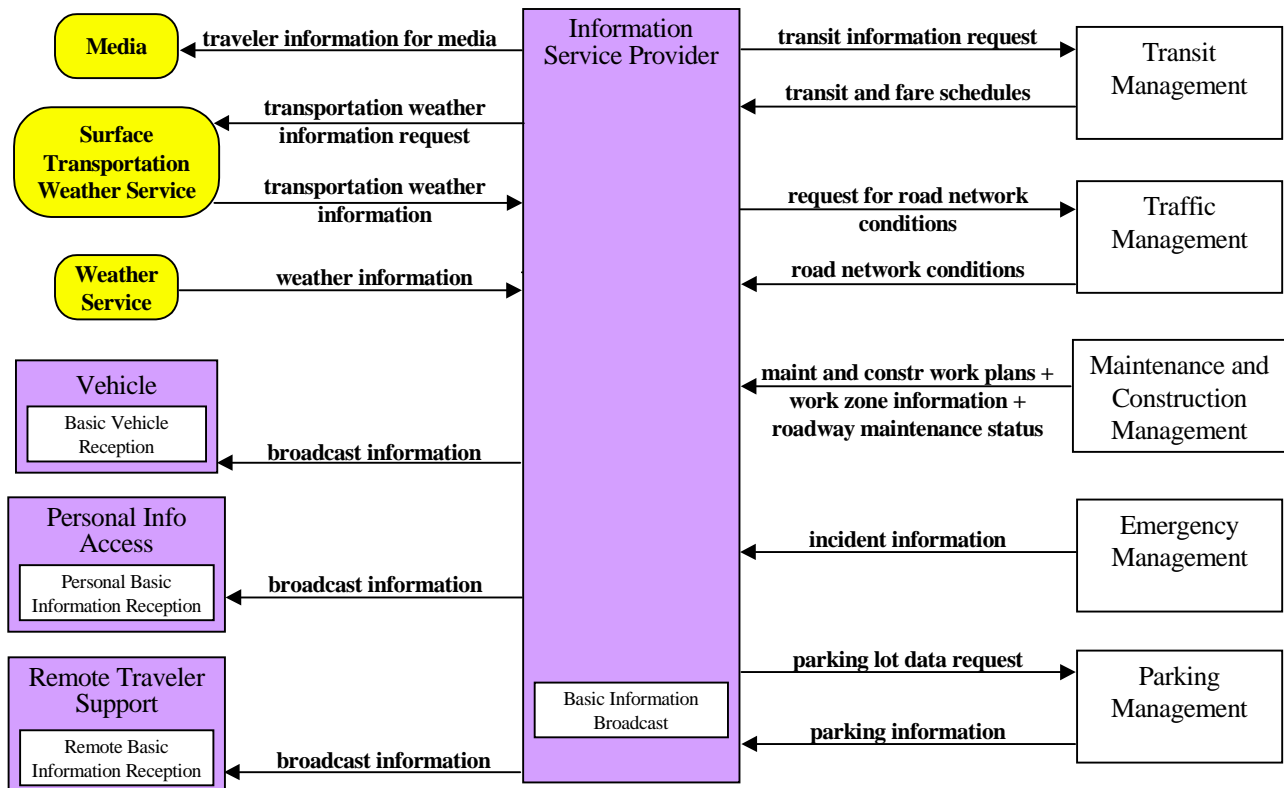 Media
traveler information for media
Information
Service Provider
transit information request
Transit
Management
transit and fare schedules
Surface
Transportation
Weather Service
transportation weather
information request
transportation weather
information
request for road network
conditions
Traffic
Management
road network conditions
Weather
Service
weather information
Vehicle
Basic Vehicle
Reception
broadcast information
maint and constr work plans +
work zone information +
roadway maintenance status
Maintenance and
Construction
Management
Personal Info
Access
Personal Basic
Information Reception
broadcast information
incident information
Emergency
Management
Remote Traveler
Support
Remote Basic
Information Reception
broadcast information
Basic Information
Broadcast
parking lot data request
Parking
Management
parking information